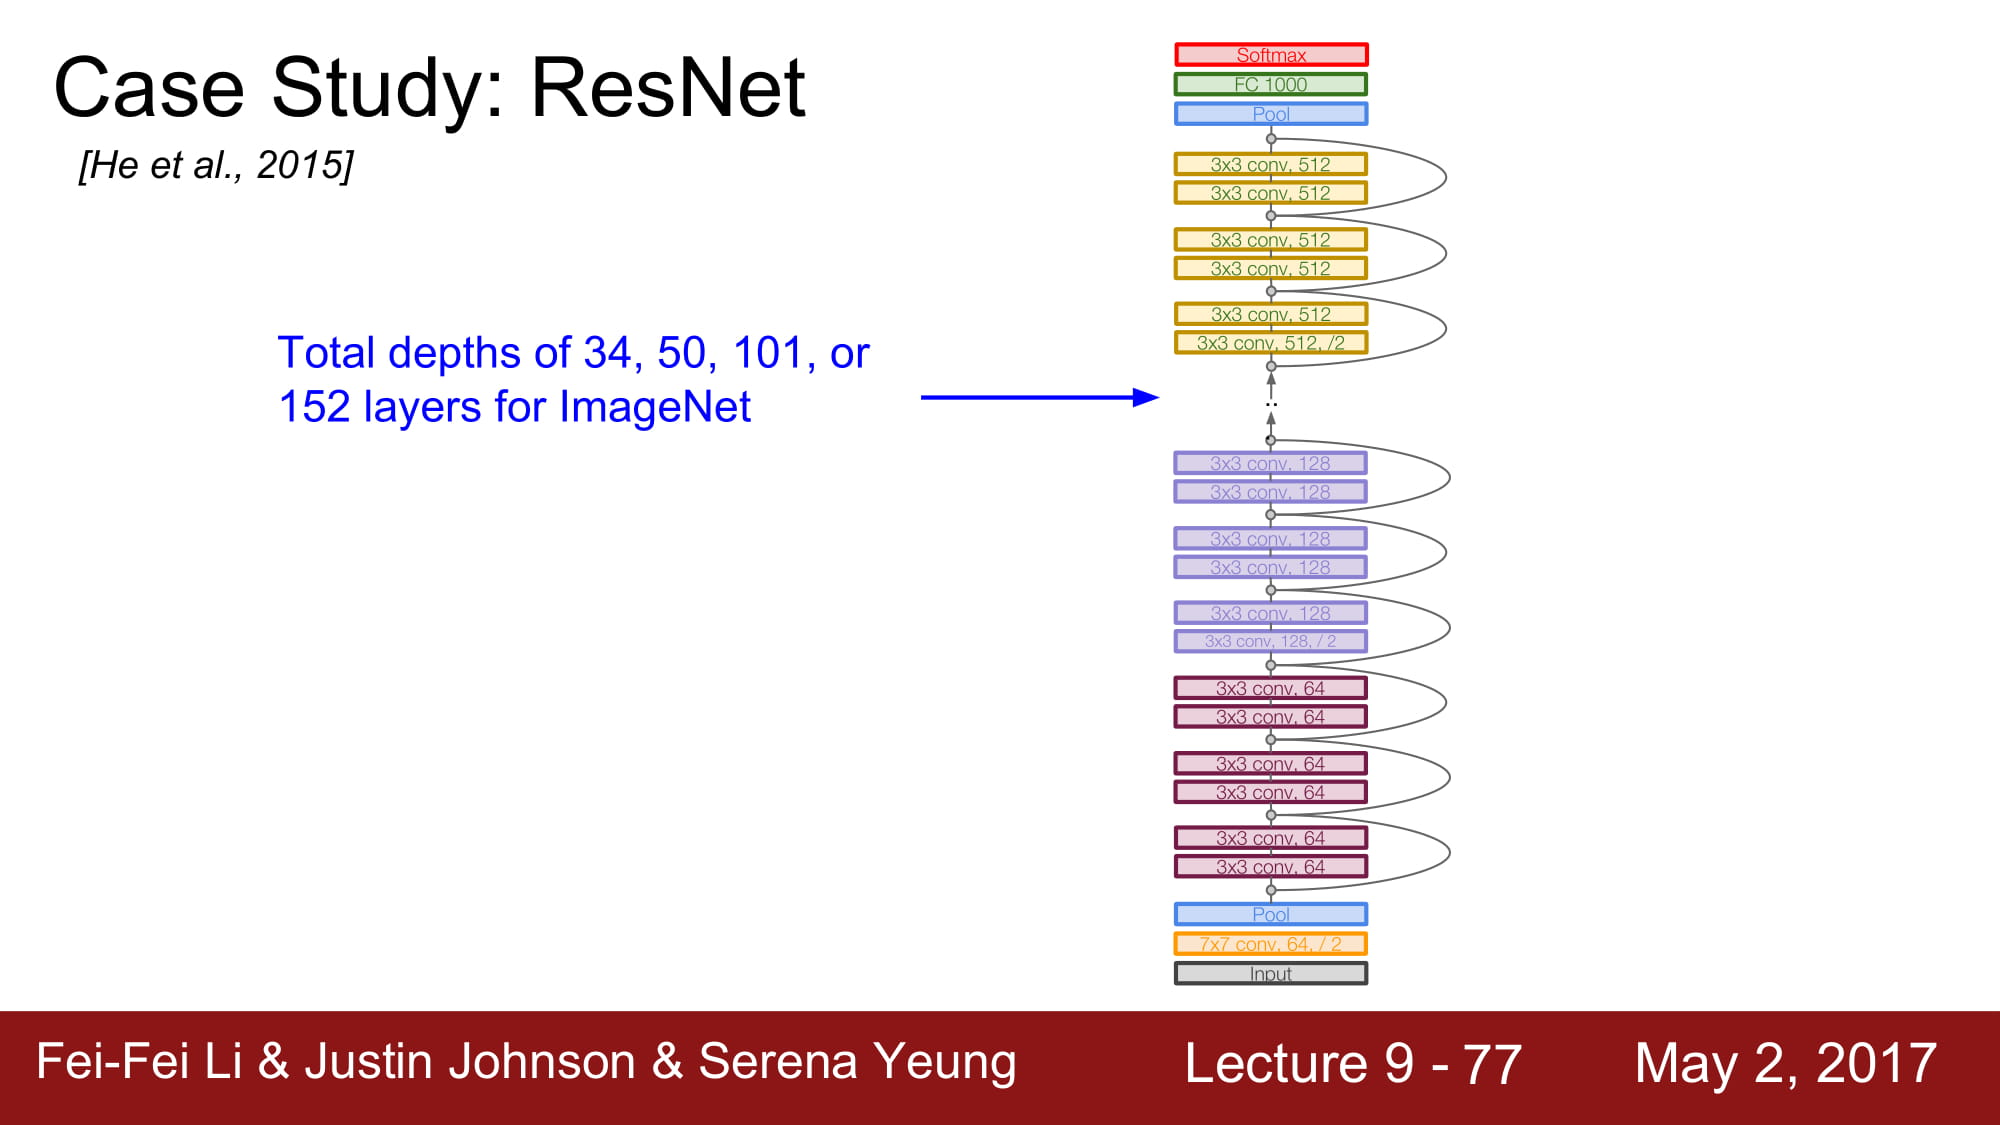 Case Study: ResNet
[He et al., 2015]
Total depths of 34, 50, 101, or
152 layers for ImageNet
Softmax
FC 1000
Pool
3x3 conv, 512
3x3 conv, 512
3x3 conv, 512
3x3 conv, 512
3x3 conv, 512
3x3 conv, 512, /2
..
3x3 conv, 128
3x3 conv, 128
3x3 conv, 128
3x3 conv, 128
3x3 conv, 128
3x3 conv, 128, / 2
3x3 conv, 64
3x3 conv, 64
3x3 conv, 64
3x3 conv, 64
3x3 conv, 64
3x3 conv, 64
Pool
7x7 conv, 64, / 2
Input
Fei-Fei Li & Justin Johnson & Serena Yeung
Lecture 9 - 77
May 2, 2017